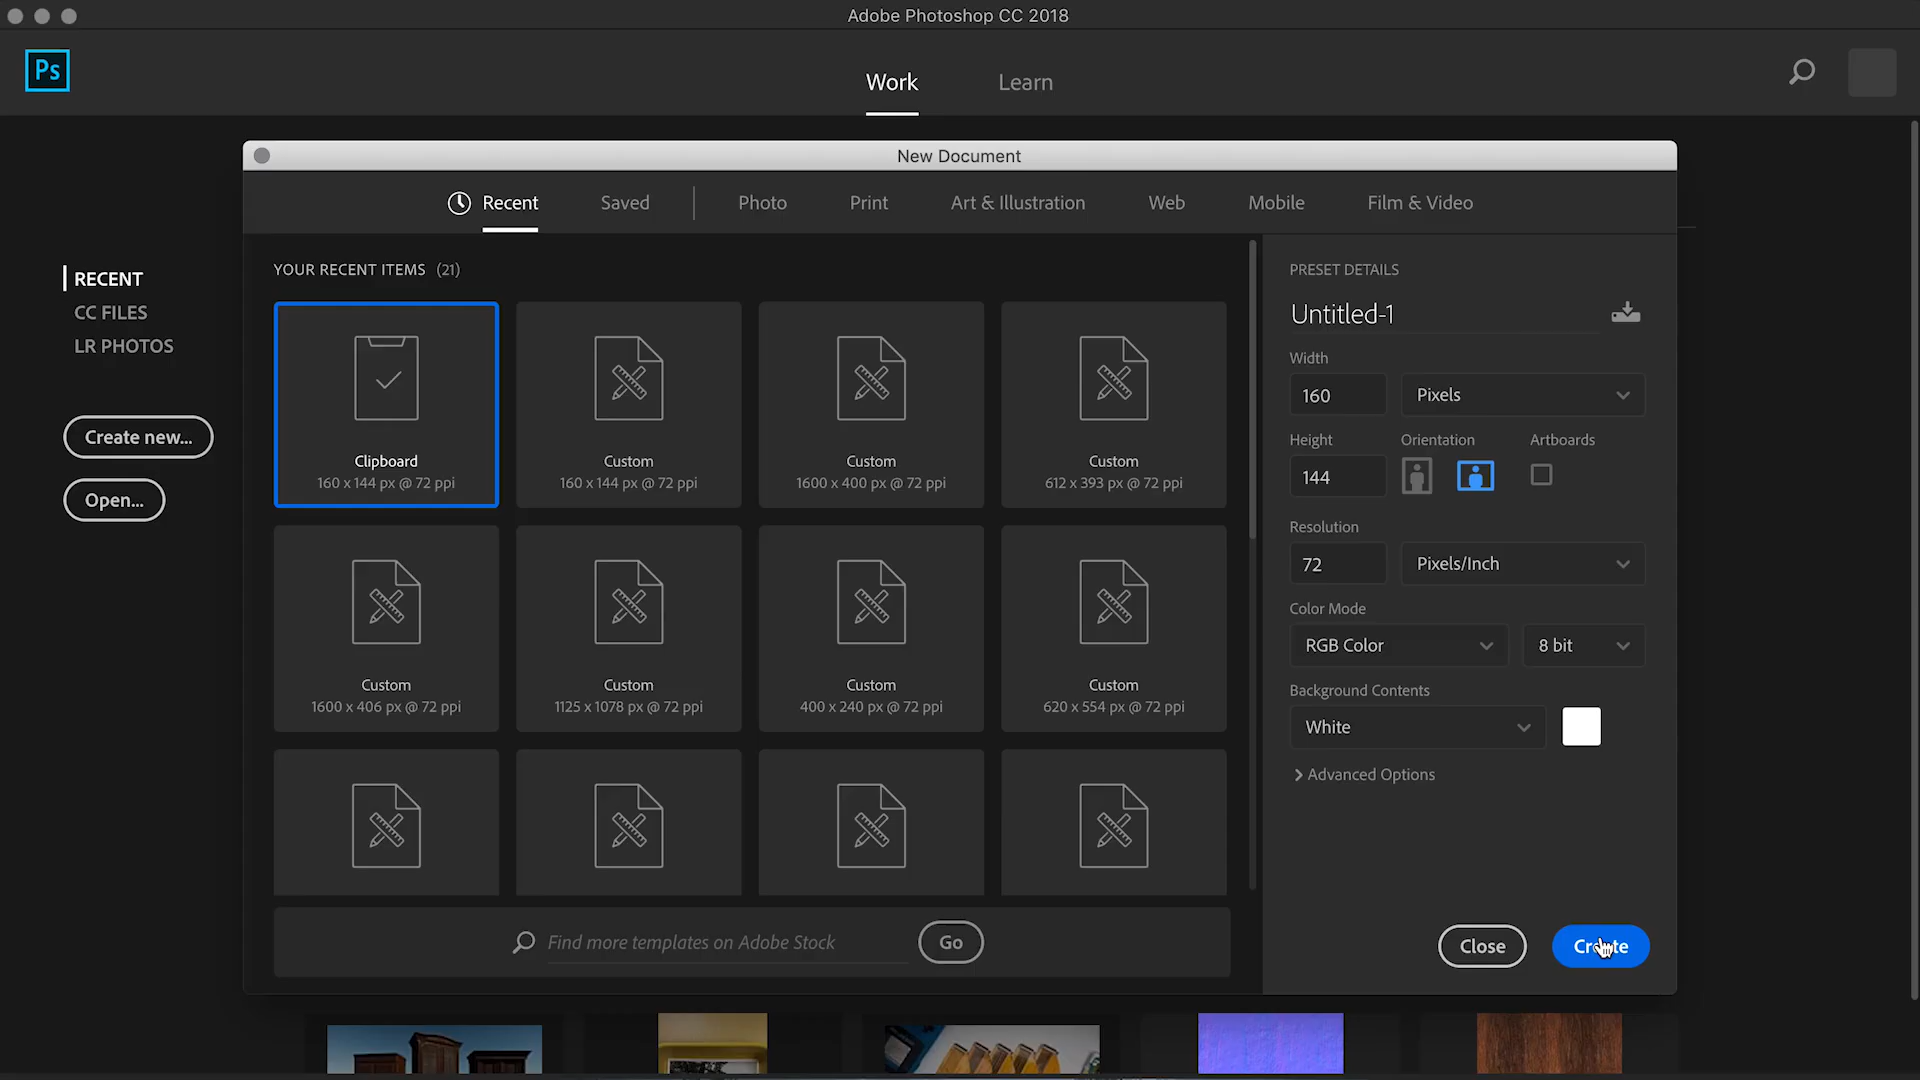 Adobe Photoshop CC 2018
Ps
Work
Learn
New Document
Recent
Saved
Photo
Print
Art & Illustration
Web
Mobile
Film & Video
RECENT
CC FILES
LR PHOTOS
Create new...
Open...
YOUR RECENT ITEMS (21)
Clipboard
160 x 144 px @ 72 ppi
Custom
160 x 144 px @ 72 ppi
Custom
1600 x 400 px @ 72 ppi
Custom
612 x 393 px @ 72 ppi
Custom
1600 x 406 px @ 72 ppi
Custom
1125 x 1078 px @ 72 ppi
Custom
400 x 240 px @ 72 ppi
Custom
620 x 554 px @ 72 ppi
Find more templates on Adobe Stock
Go
PRESET DETAILS
Untitled-1
Width
160
Pixels
Height
Orientation
Artboards
144
Resolution
72
Pixels/Inch
Color Mode
RGB Color
8 bit
Background Contents
White
Advanced Options
Close
Create